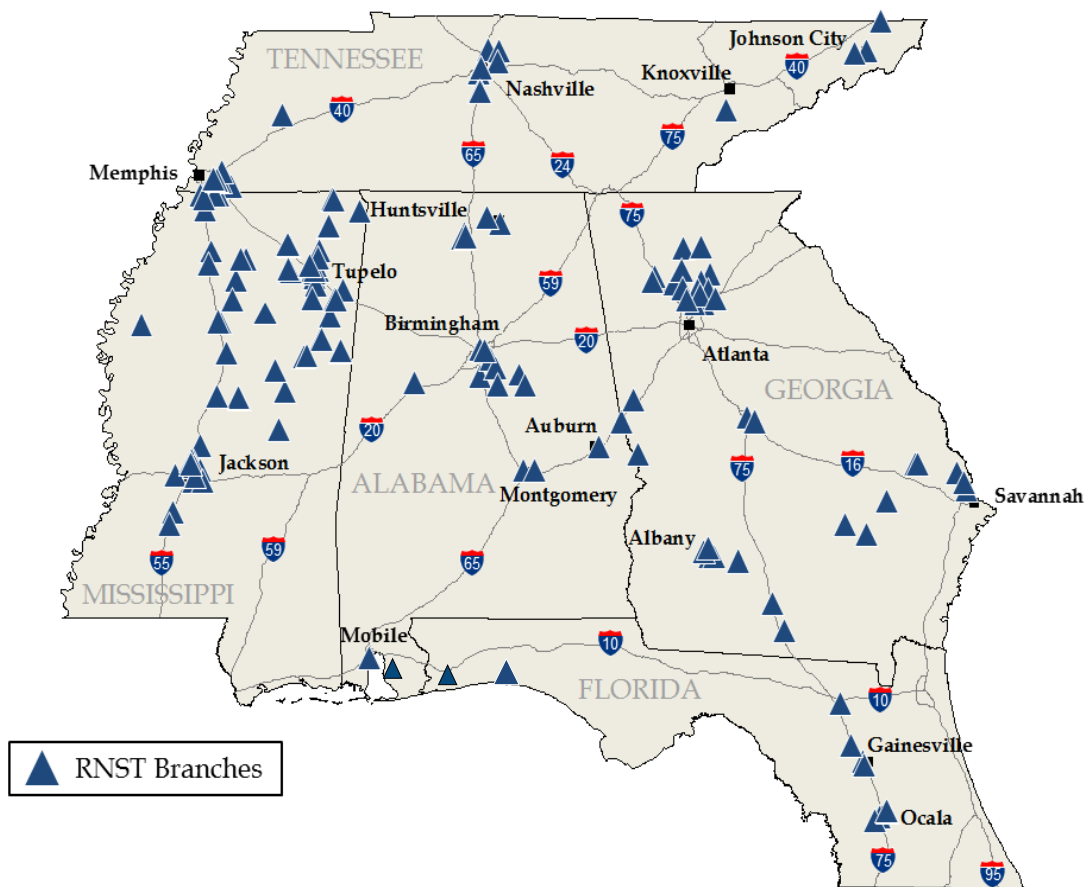 Johnson City
TENNESSEE
40
Knoxville
Nashville
40
75
65
24
Memphis
Huntsville
75
Tupelo
59
Birmingham
20
Atlanta
GEORGIA
Auburn
20
Jackson
75
16
ALABAMA
Montgomery
Savannah
Albany
55
59
65
MISSISSIPPI
Mobile
10
FLORIDA
10
Gainesville
RNST Branches
Ocala
75
95